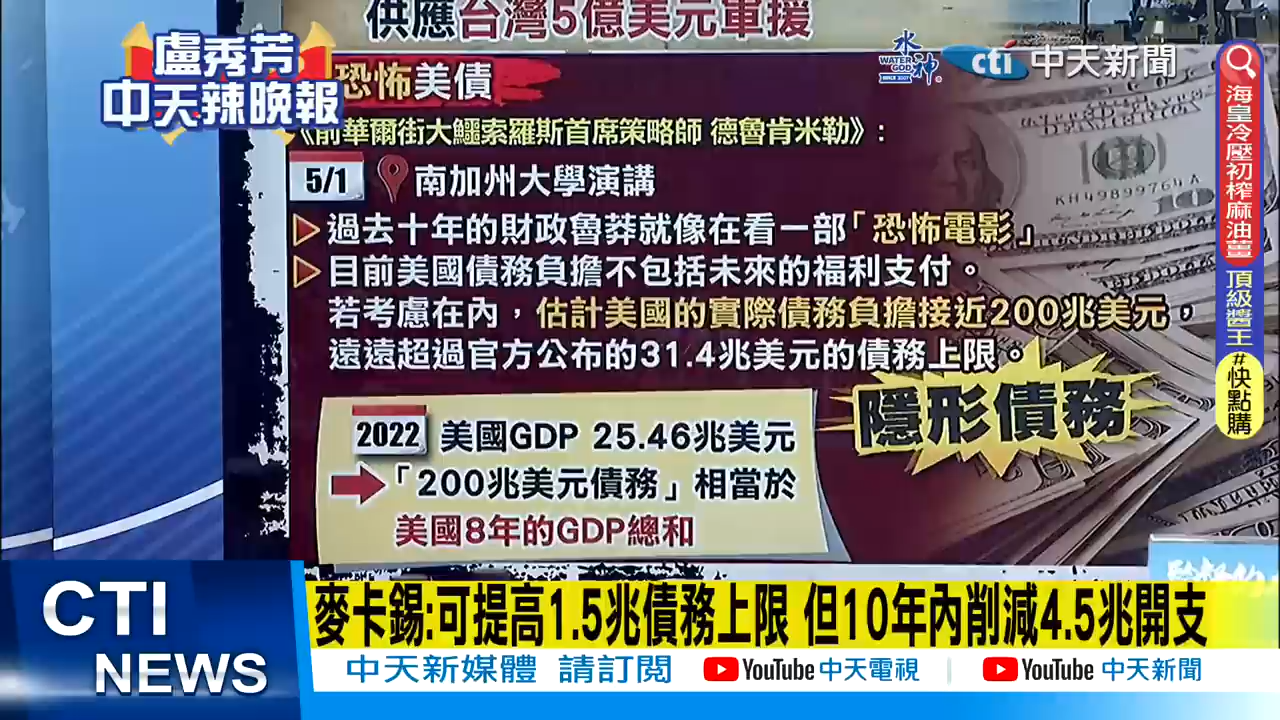 供應台灣5億美元軍援
盧秀芳
中天辣晚報
水神
WATER GOD
SINCE 2007
cti 中天新聞
恐怖美債
《前華爾街大鱷索羅斯首席策略師 德魯肯米勒》:
5/1 南加州大學演講
過去十年的財政魯莽就像在看一部「恐怖電影」
目前美國債務負擔不包括未來的福利支付。
若考慮在內,估計美國的實際債務負擔接近200兆美元,
遠遠超過官方公布的31.4兆美元的債務上限。
隱形債務
2022 美國GDP 25.46兆美元
「200兆美元債務」相當於
美國8年的GDP總和
KH49899764A
100
海皇冷壓初榨麻油薑
頂級醬王
#快點購
CTI
NEWS
麥卡錫:可提高1.5兆債務上限 但10年內削減4.5兆開支
中天新媒體 請訂閱 YouTube 中天電視 | YouTube 中天新聞